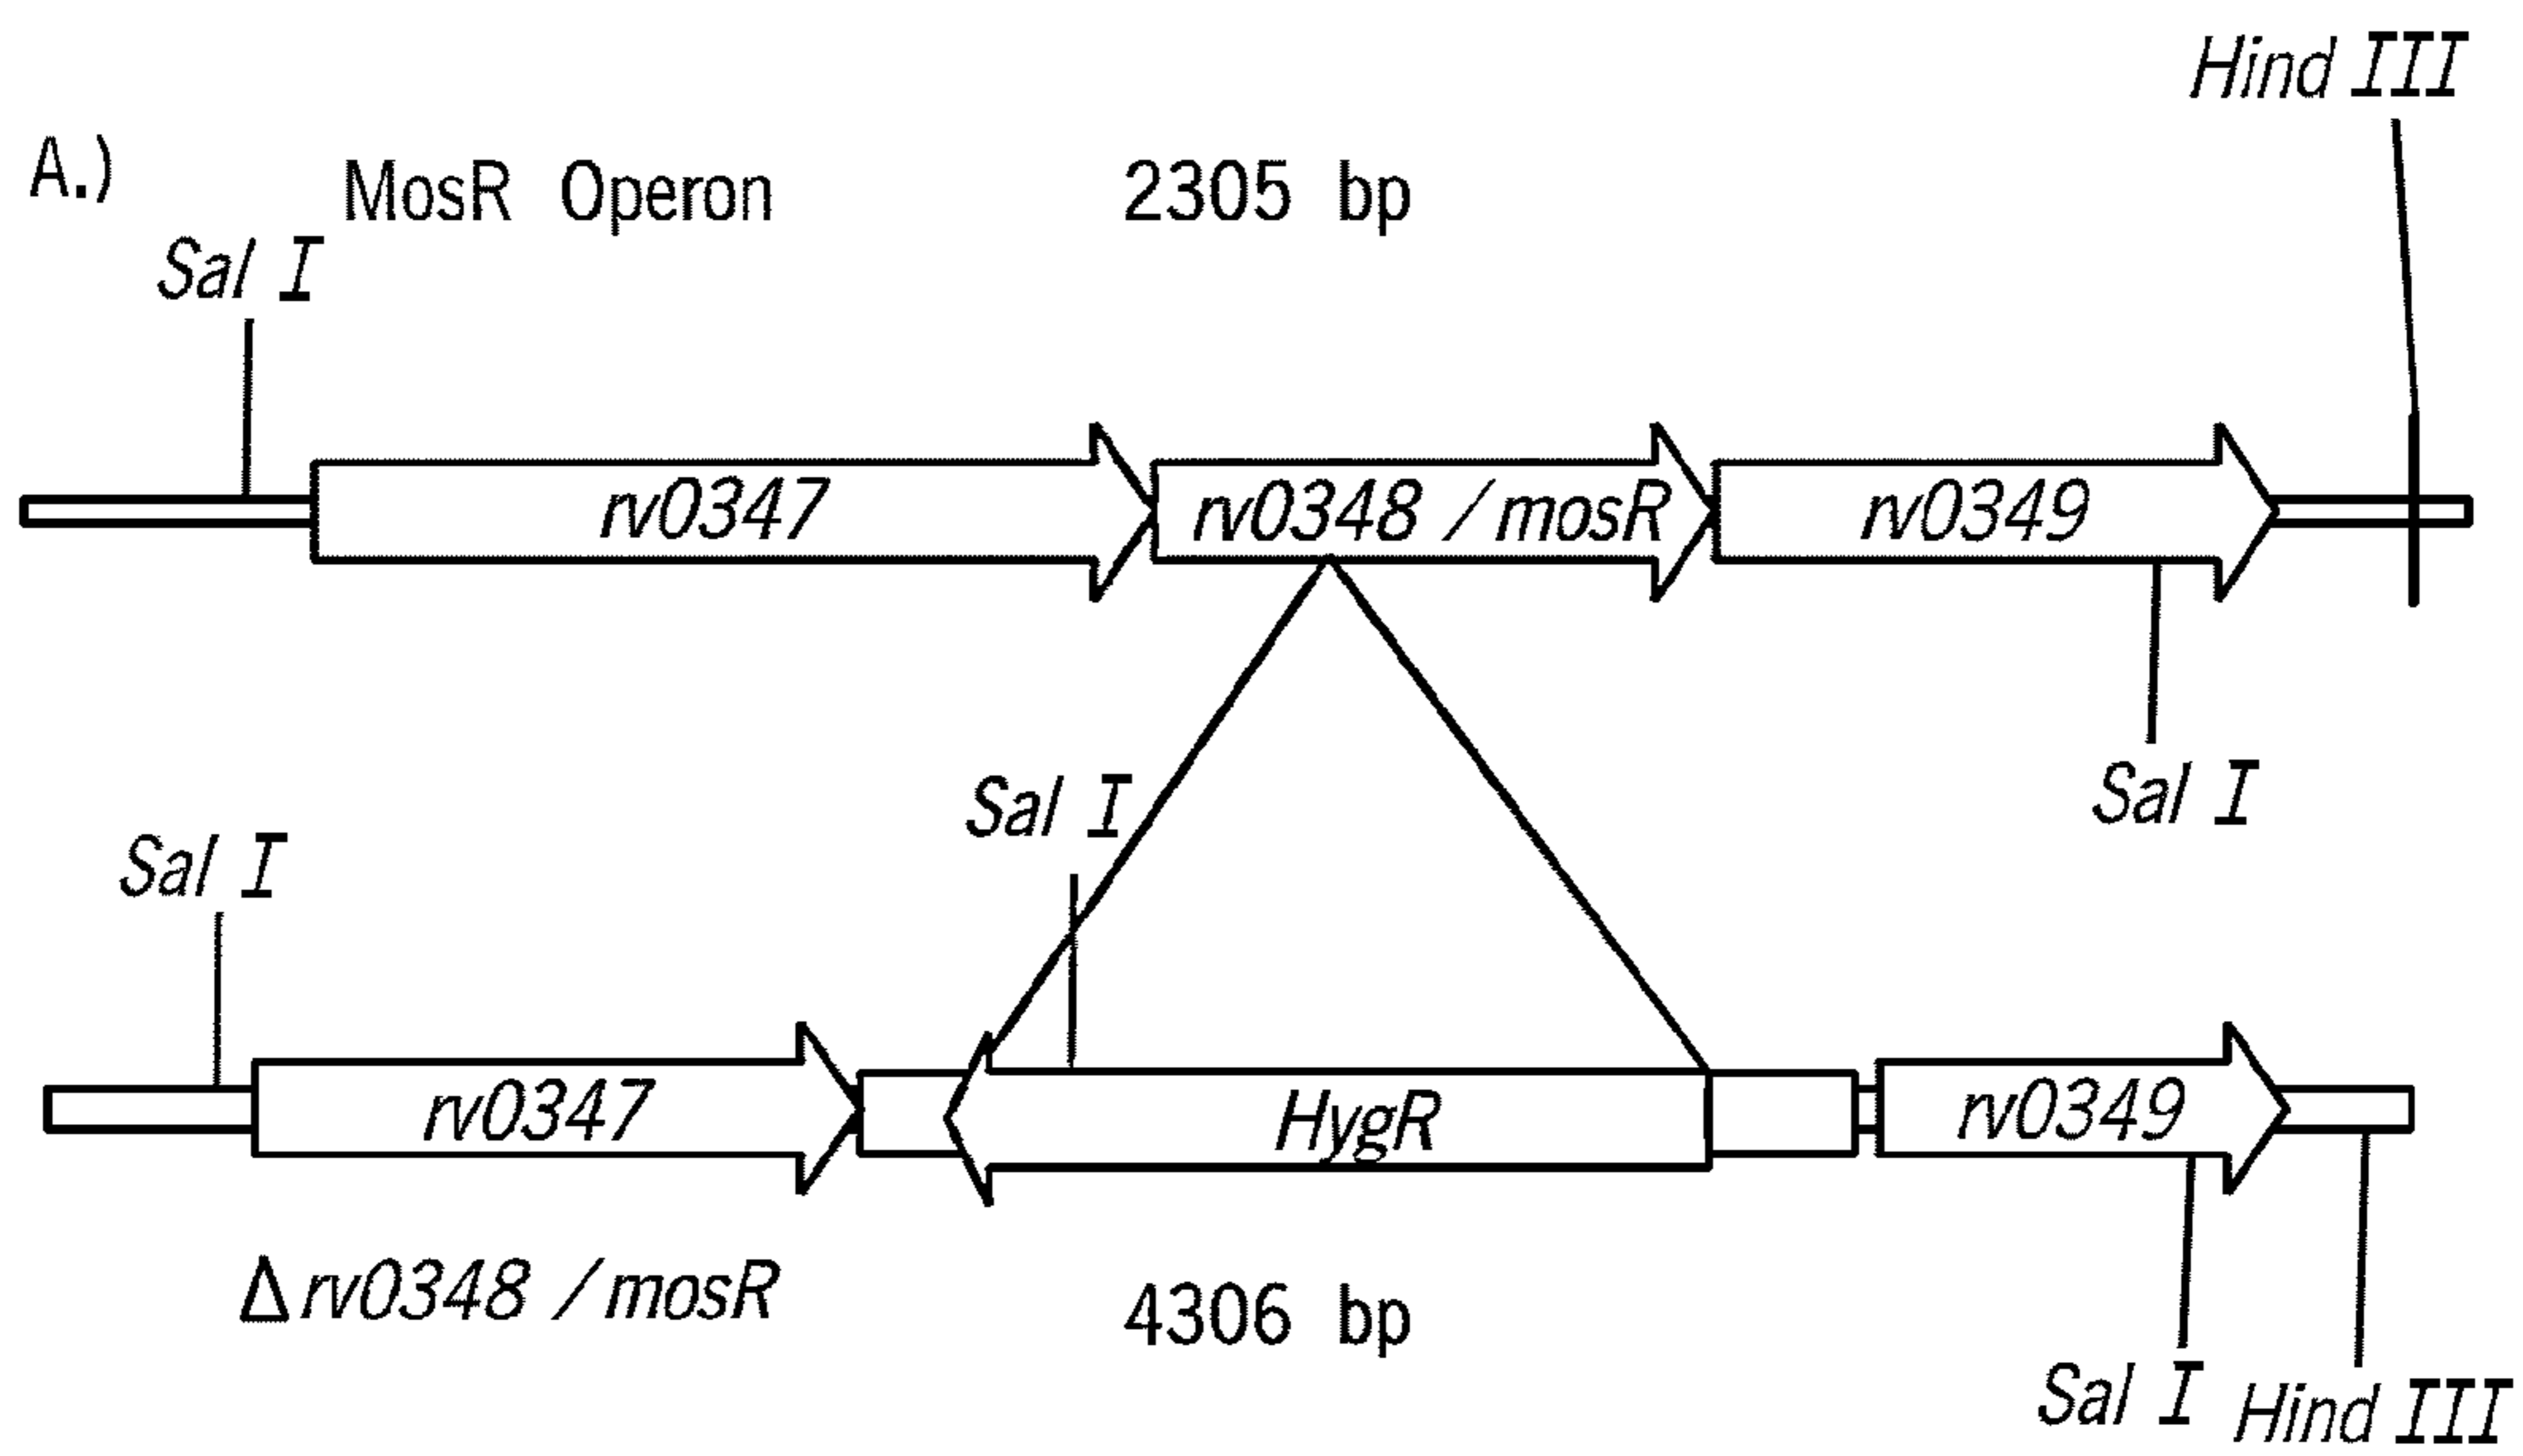 Hind III
A.) MosR Operon 2305 bp
Sal I
rv0347 rv0348 / mosR rv0349
Sal I
Sal I
Sal I
rv0347 HygR rv0349
Δ rv0348 / mosR 4306 bp
Sal I Hind III